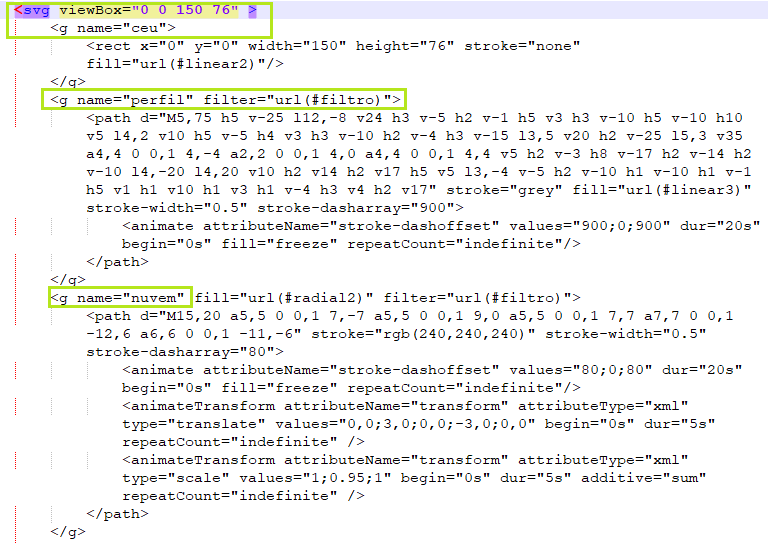 <svg viewBox="0 0 150 76" >
<g name="ceu">
<rect x="0" y="0" width="150" height="76" stroke="none"
fill="url(#linear2)"/>
</g>
<g name="perfil" filter="url(#filtro)">
<path d="M5,75 h5 v-25 l12,-8 v24 h3 v-5 h2 v-1 h5 v3 h3 v-10 h5 v-10 h10
v5 l4,2 v10 h5 v-5 h4 v3 h3 v-10 h2 v-4 h3 v-15 l3,5 v20 h2 v-25 l5,3 v35
a4,4 0 0,1 4,-4 a2,2 0 0,1 4,0 a4,4 0 0,1 4,4 v5 h2 v-3 h8 v-17 h2 v-14 h2
v-10 l4,-20 l4,20 v10 h2 v14 h2 v17 h5 v5 l3,-4 v-5 h2 v-10 h1 v-10 h1 v-1
h5 v1 h1 v10 h1 v3 h1 v-4 h3 v4 h2 v17" stroke="grey" fill="url(#linear3)"
stroke-width="0.5" stroke-dasharray="900">
<animate attributeName="stroke-dashoffset" values="900;0;900" dur="20s"
begin="0s" fill="freeze" repeatCount="indefinite"/>
</path>
</g>
<g name="nuvem" fill="url(#radial2)" filter="url(#filtro)">
<path d="M15,20 a5,5 0 0,1 7,-7 a5,5 0 0,1 9,0 a5,5 0 0,1 7,7 a7,7 0 0,1
-12,6 a6,6 0 0,1 -11,-6" stroke="rgb(240,240,240)" stroke-width="0.5"
stroke-dasharray="80">
<animate attributeName="stroke-dashoffset" values="80;0;80" dur="20s"
begin="0s" fill="freeze" repeatCount="indefinite"/>
<animateTransform attributeName="transform" attributeType="xml"
type="translate" values="0,0;3,0;0,0;-3,0;0,0" begin="0s" dur="5s"
repeatCount="indefinite" />
<animateTransform attributeName="transform" attributeType="xml"
type="scale" values="1;0.95;1" begin="0s" dur="5s" additive="sum"
repeatCount="indefinite" />
</path>
</g>